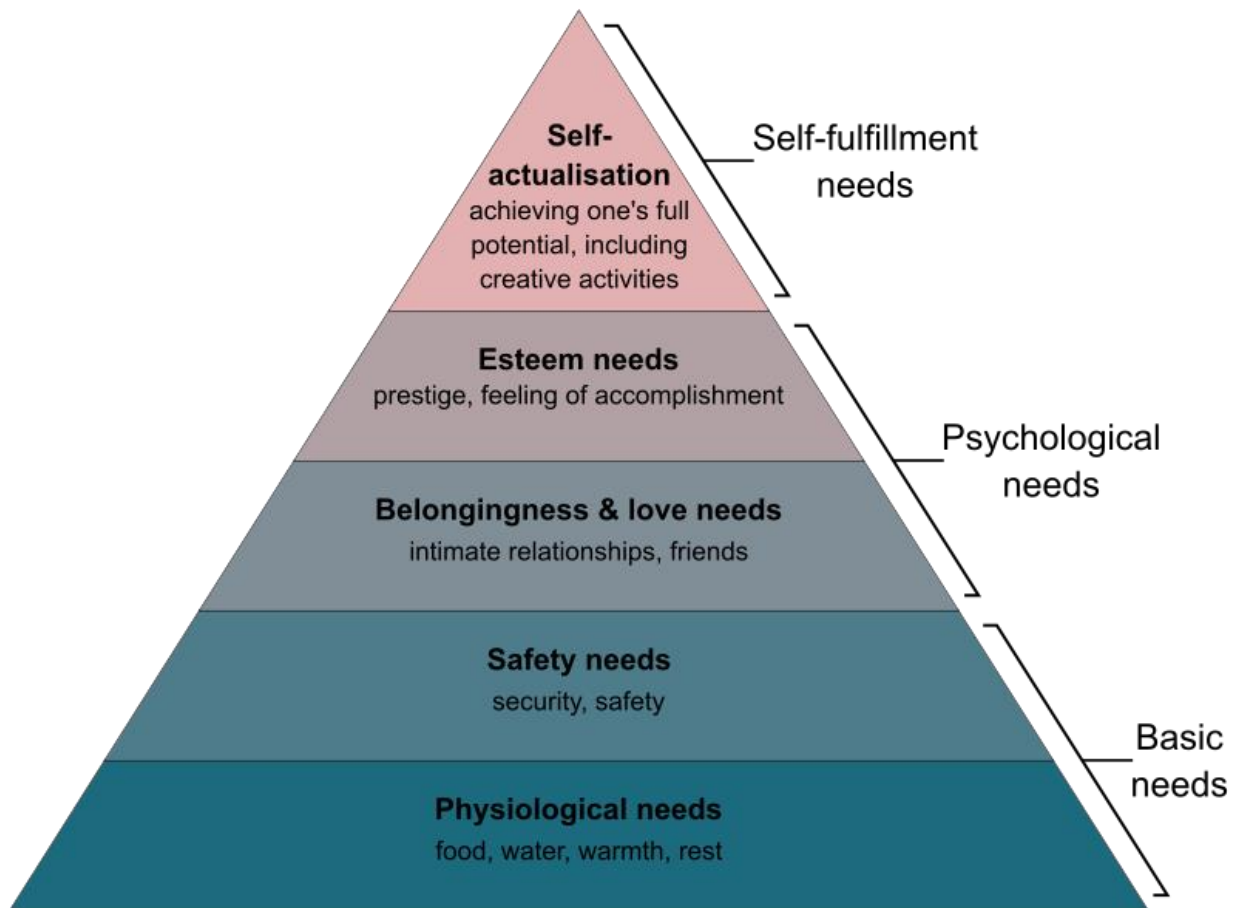 Self-
actualisation
achieving one's full
potential, including
creative activities
Self-fulfillment
needs
Esteem needs
prestige, feeling of accomplishment
Psychological
needs
Belongingness & love needs
intimate relationships, friends
Safety needs
security, safety
Basic
needs
Physiological needs
food, water, warmth, rest